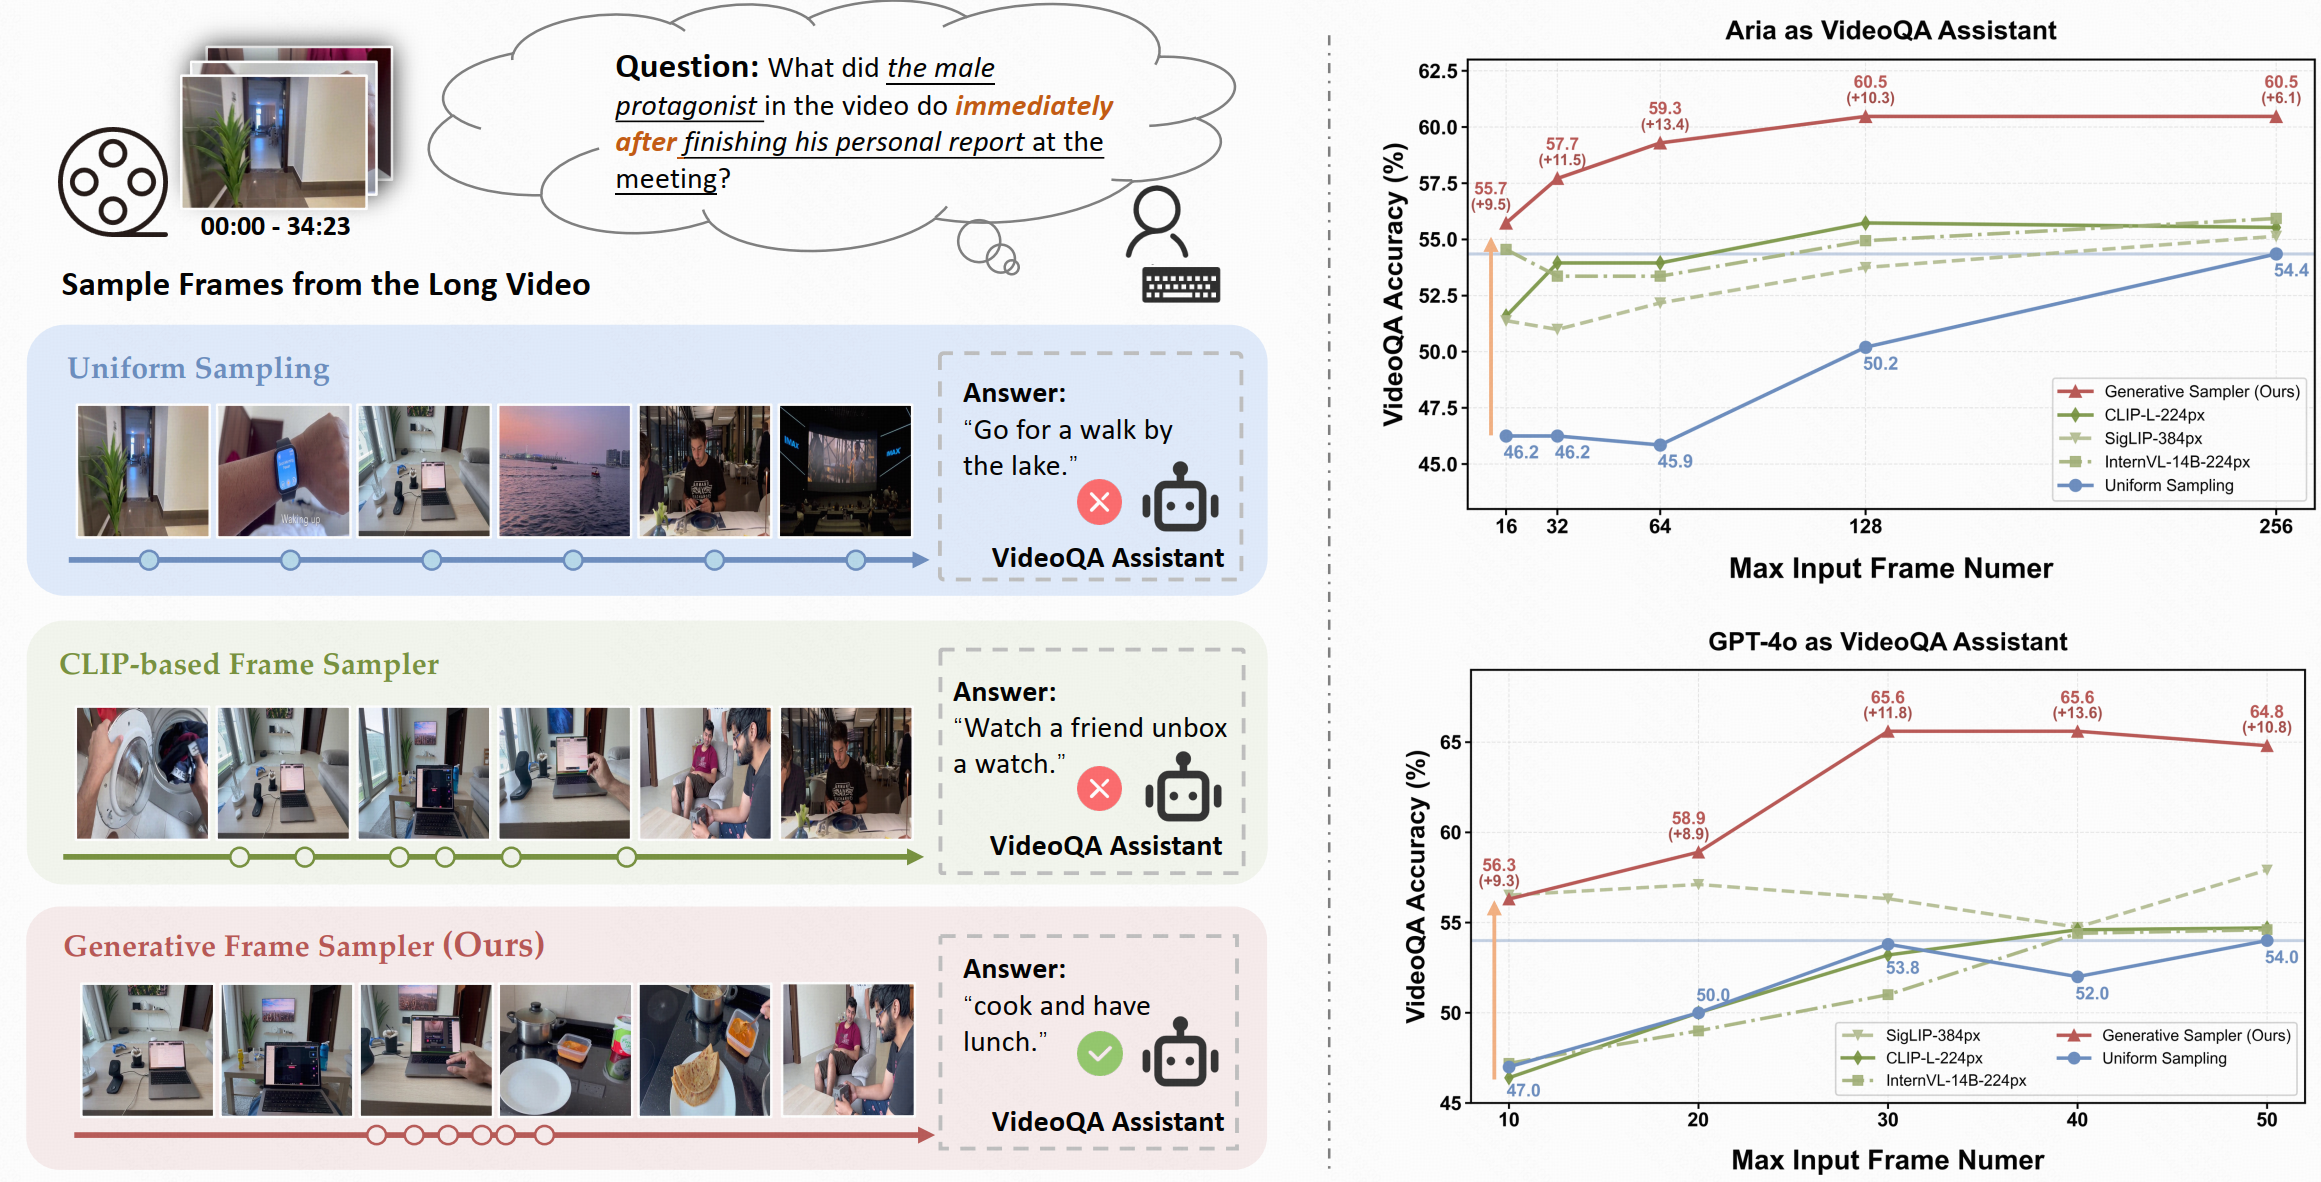 Question: What did the male
protagonist in the video do immediately
after finishing his personal report at the
meeting?
00:00 - 34:23
Sample Frames from the Long Video
Uniform Sampling
Waking up
IMAX
IMAX
Answer:
“Go for a walk by
the lake.”
VideoQA Assistant
CLIP-based Frame Sampler
Answer:
“Watch a friend unbox
a watch.”
VideoQA Assistant
Generative Frame Sampler (Ours)
Answer:
“cook and have
lunch.”
VideoQA Assistant
Aria as VideoQA Assistant
VideoQA Accuracy (%)
62.5
60.0
57.5
55.0
52.5
50.0
47.5
45.0
55.7
(+9.5)
57.7
(+11.5)
59.3
(+13.4)
60.5
(+10.3)
60.5
(+6.1)
46.2
46.2
45.9
50.2
54.4
Generative Sampler (Ours)
CLIP-L-224px
SigLIP-384px
InternVL-14B-224px
Uniform Sampling
16
32
64
128
256
Max Input Frame Numer
GPT-4o as VideoQA Assistant
VideoQA Accuracy (%)
65
60
55
50
45
56.3
(+9.3)
58.9
(+8.9)
65.6
(+11.8)
65.6
(+13.6)
64.8
(+10.8)
47.0
50.0
53.8
52.0
54.0
SigLIP-384px
CLIP-L-224px
InternVL-14B-224px
Generative Sampler (Ours)
Uniform Sampling
10
20
30
40
50
Max Input Frame Numer